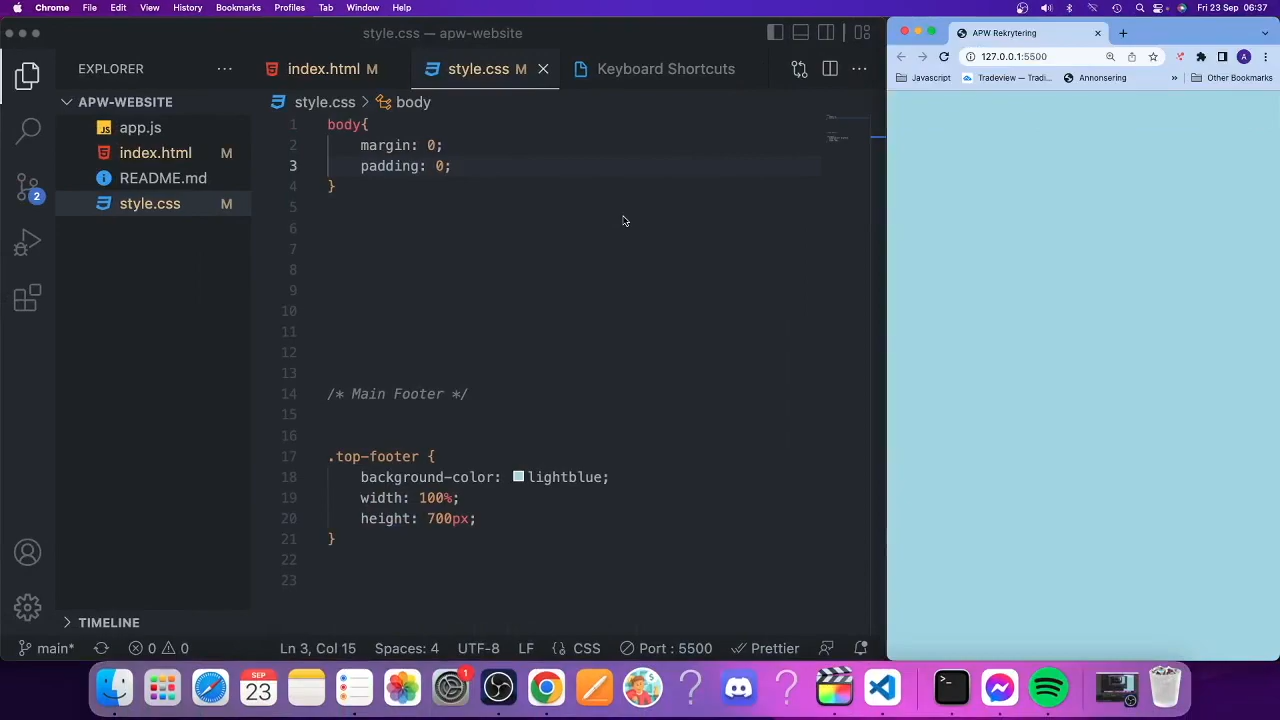 Chrome File Edit View History Bookmarks Profiles Tab Window Help Fri 23 Sep 06:37
style.css — apw-website
APW Rekrytering
EXPLORER
index.html M
style.css M
Keyboard Shortcuts
127.0.0.1:5500
A
Javascript
Tradeview — Tradi...
Annonsering
»
Other Bookmarks
APW-WEBSITE
style.css > body
app.js
index.html M
README.md
style.css M
1 body{
2 margin: 0;
3 padding: 0;
4 }
5
6
7
8
9
10
11
12
13
14 /* Main Footer */
15
16
17 .top-footer {
18 background-color: lightblue;
19 width: 100%;
20 height: 700px;
21 }
22
23
2
TIMELINE
main* 0 0 Ln 3, Col 15 Spaces: 4 UTF-8 LF {} CSS Port : 5500 Prettier
SEP
23
1